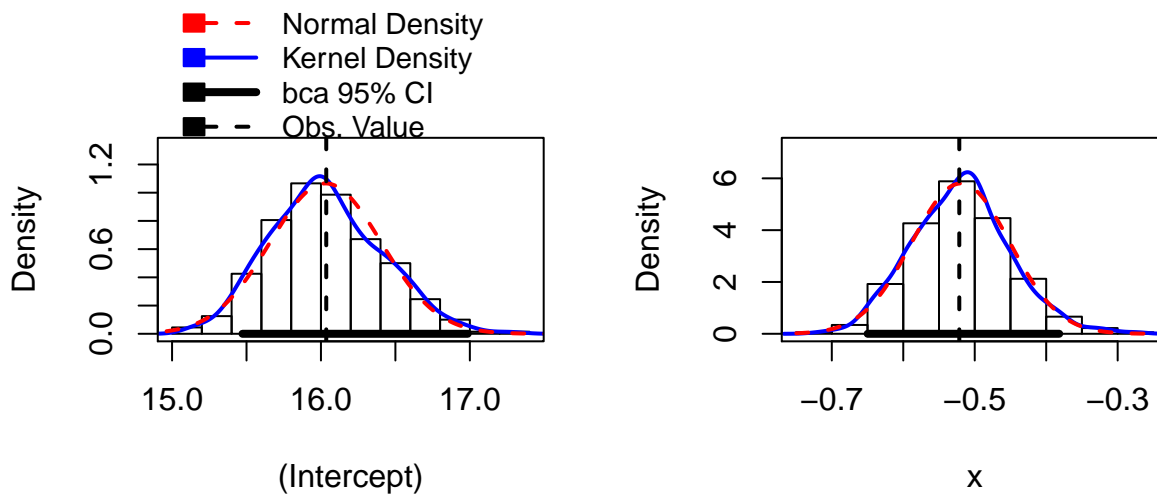 Normal Density
Kernel Density
bca 95% CI
Obs. Value
Density
0.0
0.6
1.2
15.0
16.0
17.0
(Intercept)
Density
0
2
4
6
−0.7
−0.5
−0.3
x